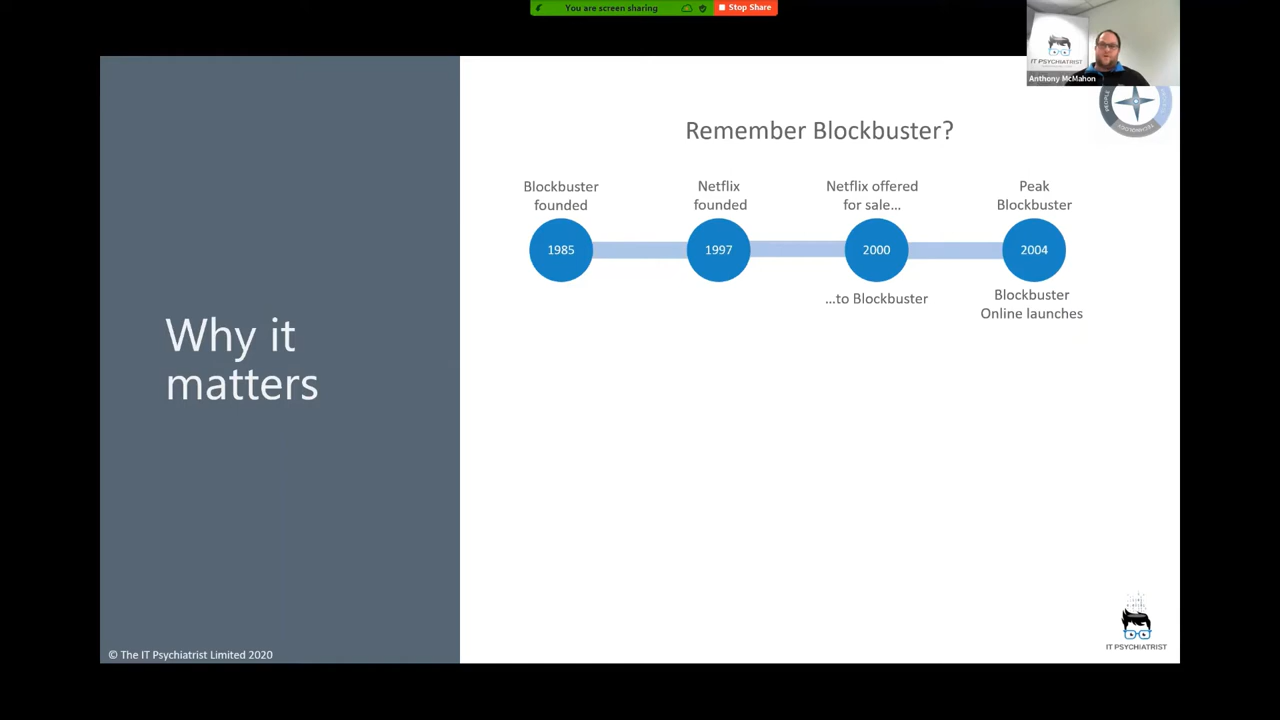 You are screen sharing
Stop Share
IT PSYCHIATRIST
Anthony McMahon
PEOPLE
TECHNOLOGY
Remember Blockbuster?
Blockbuster
founded
Netflix
founded
Netflix offered
for sale...
Peak
Blockbuster
1985
1997
2000
2004
...to Blockbuster
Blockbuster
Online launches
Why it
matters
© The IT Psychiatrist Limited 2020
IT PSYCHIATRIST